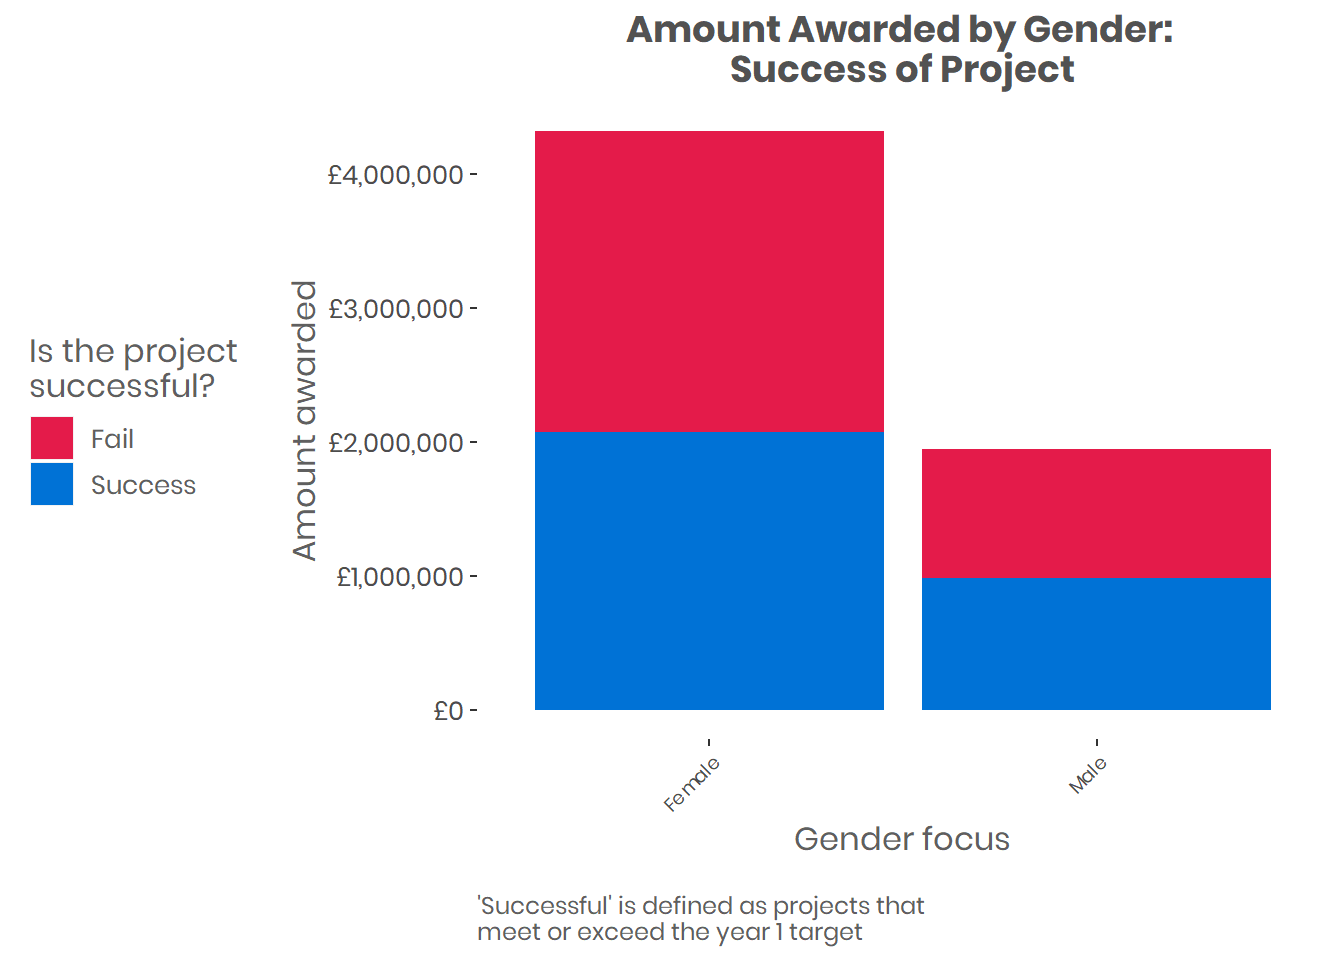 Amount Awarded by Gender:
Success of Project
£4,000,000
£3,000,000
£2,000,000
£1,000,000
£0
Amount awarded
Is the project
successful?
Fail
Success
Female
Male
Gender focus
'Successful' is defined as projects that
meet or exceed the year 1 target